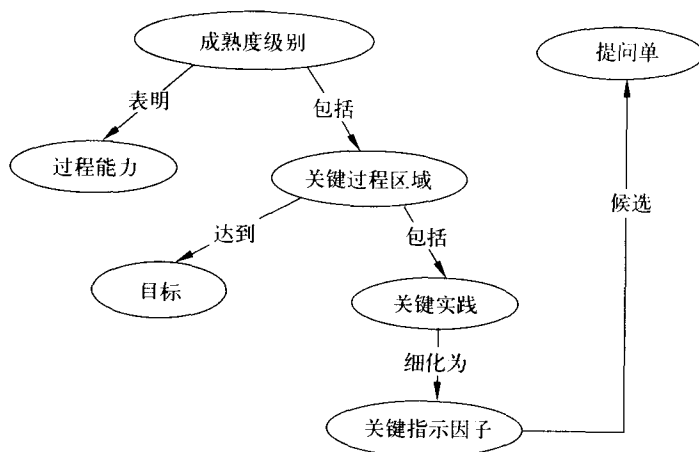 成熟度级别
提问单
表明
包括
过程能力
关键过程区域
候选
达到
包括
目标
关键实践
细化为
关键指示因子